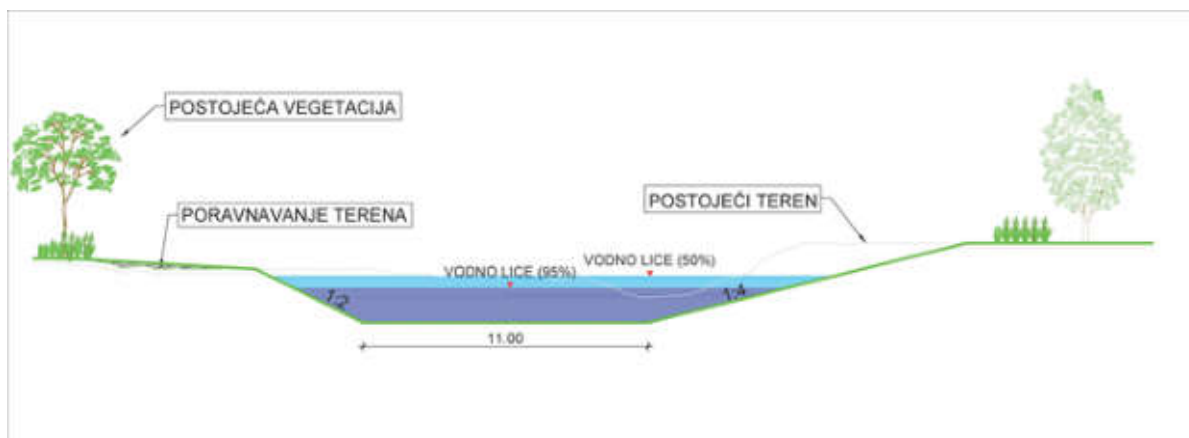 POSTOJEĆA VEGETACIJA
POSTOJEĆI TEREN
PORAVNAVANJE TERENA
VODNO LICE (50%)
VODNO LICE (95%)
1:2
1:4
11.00